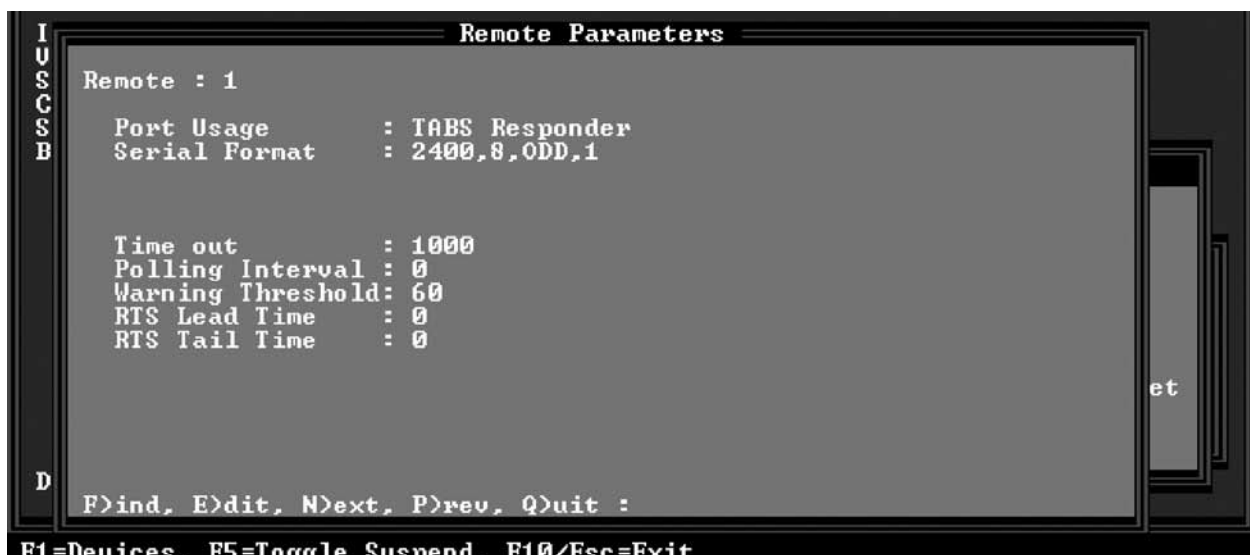 Remote Parameters
I
V
S
C
S
B
Remote : 1
Port Usage : TABS Responder
Serial Format : 2400,8,ODD,1
Time out : 1000
Polling Interval : 0
Warning Threshold: 60
RTS Lead Time : 0
RTS Tail Time : 0
et
D
F)ind, E)dit, N)ext, P)rev, Q)uit :
F1=Devices F5=Toggle Suspend F10/Esc=Exit